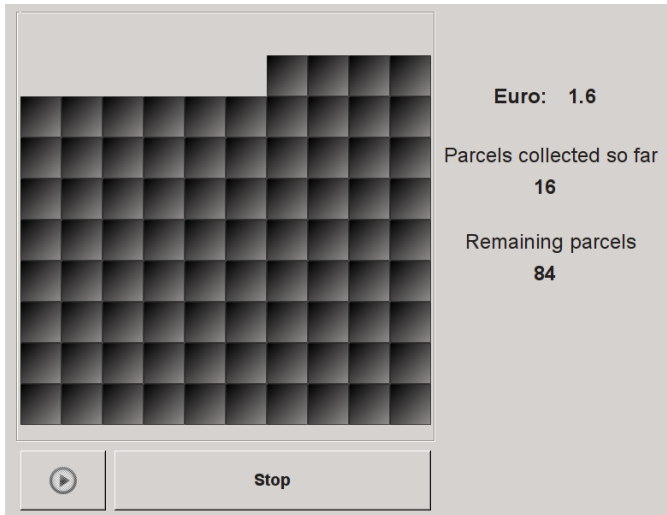 Euro: 1.6
Parcels collected so far
16
Remaining parcels
84
Stop